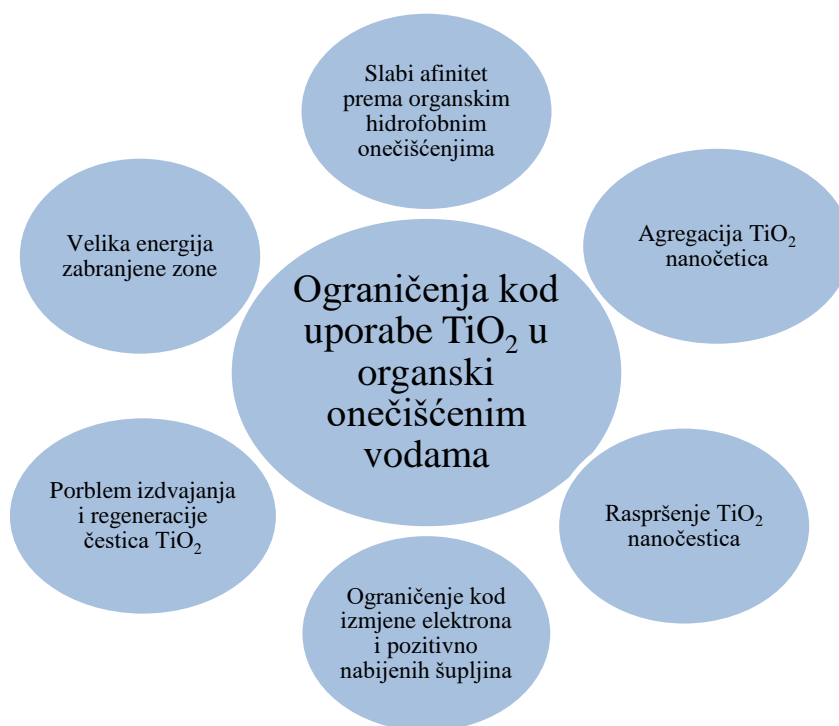 Slabi afinitet
prema organskim
hidrofobnim
onečišćenjima
Velika energija
zabranjene zone
Agregacija TiO₂
nanočetica
Ograničenja kod
uporabe TiO₂ u
organski
onečišćenim
vodama
Porblem izdvajanja
i regeneracije
čestica TiO₂
Raspršenje TiO₂
nanočestica
Ograničenje kod
izmjene elektrona
i pozitivno
nabijenih šupljina